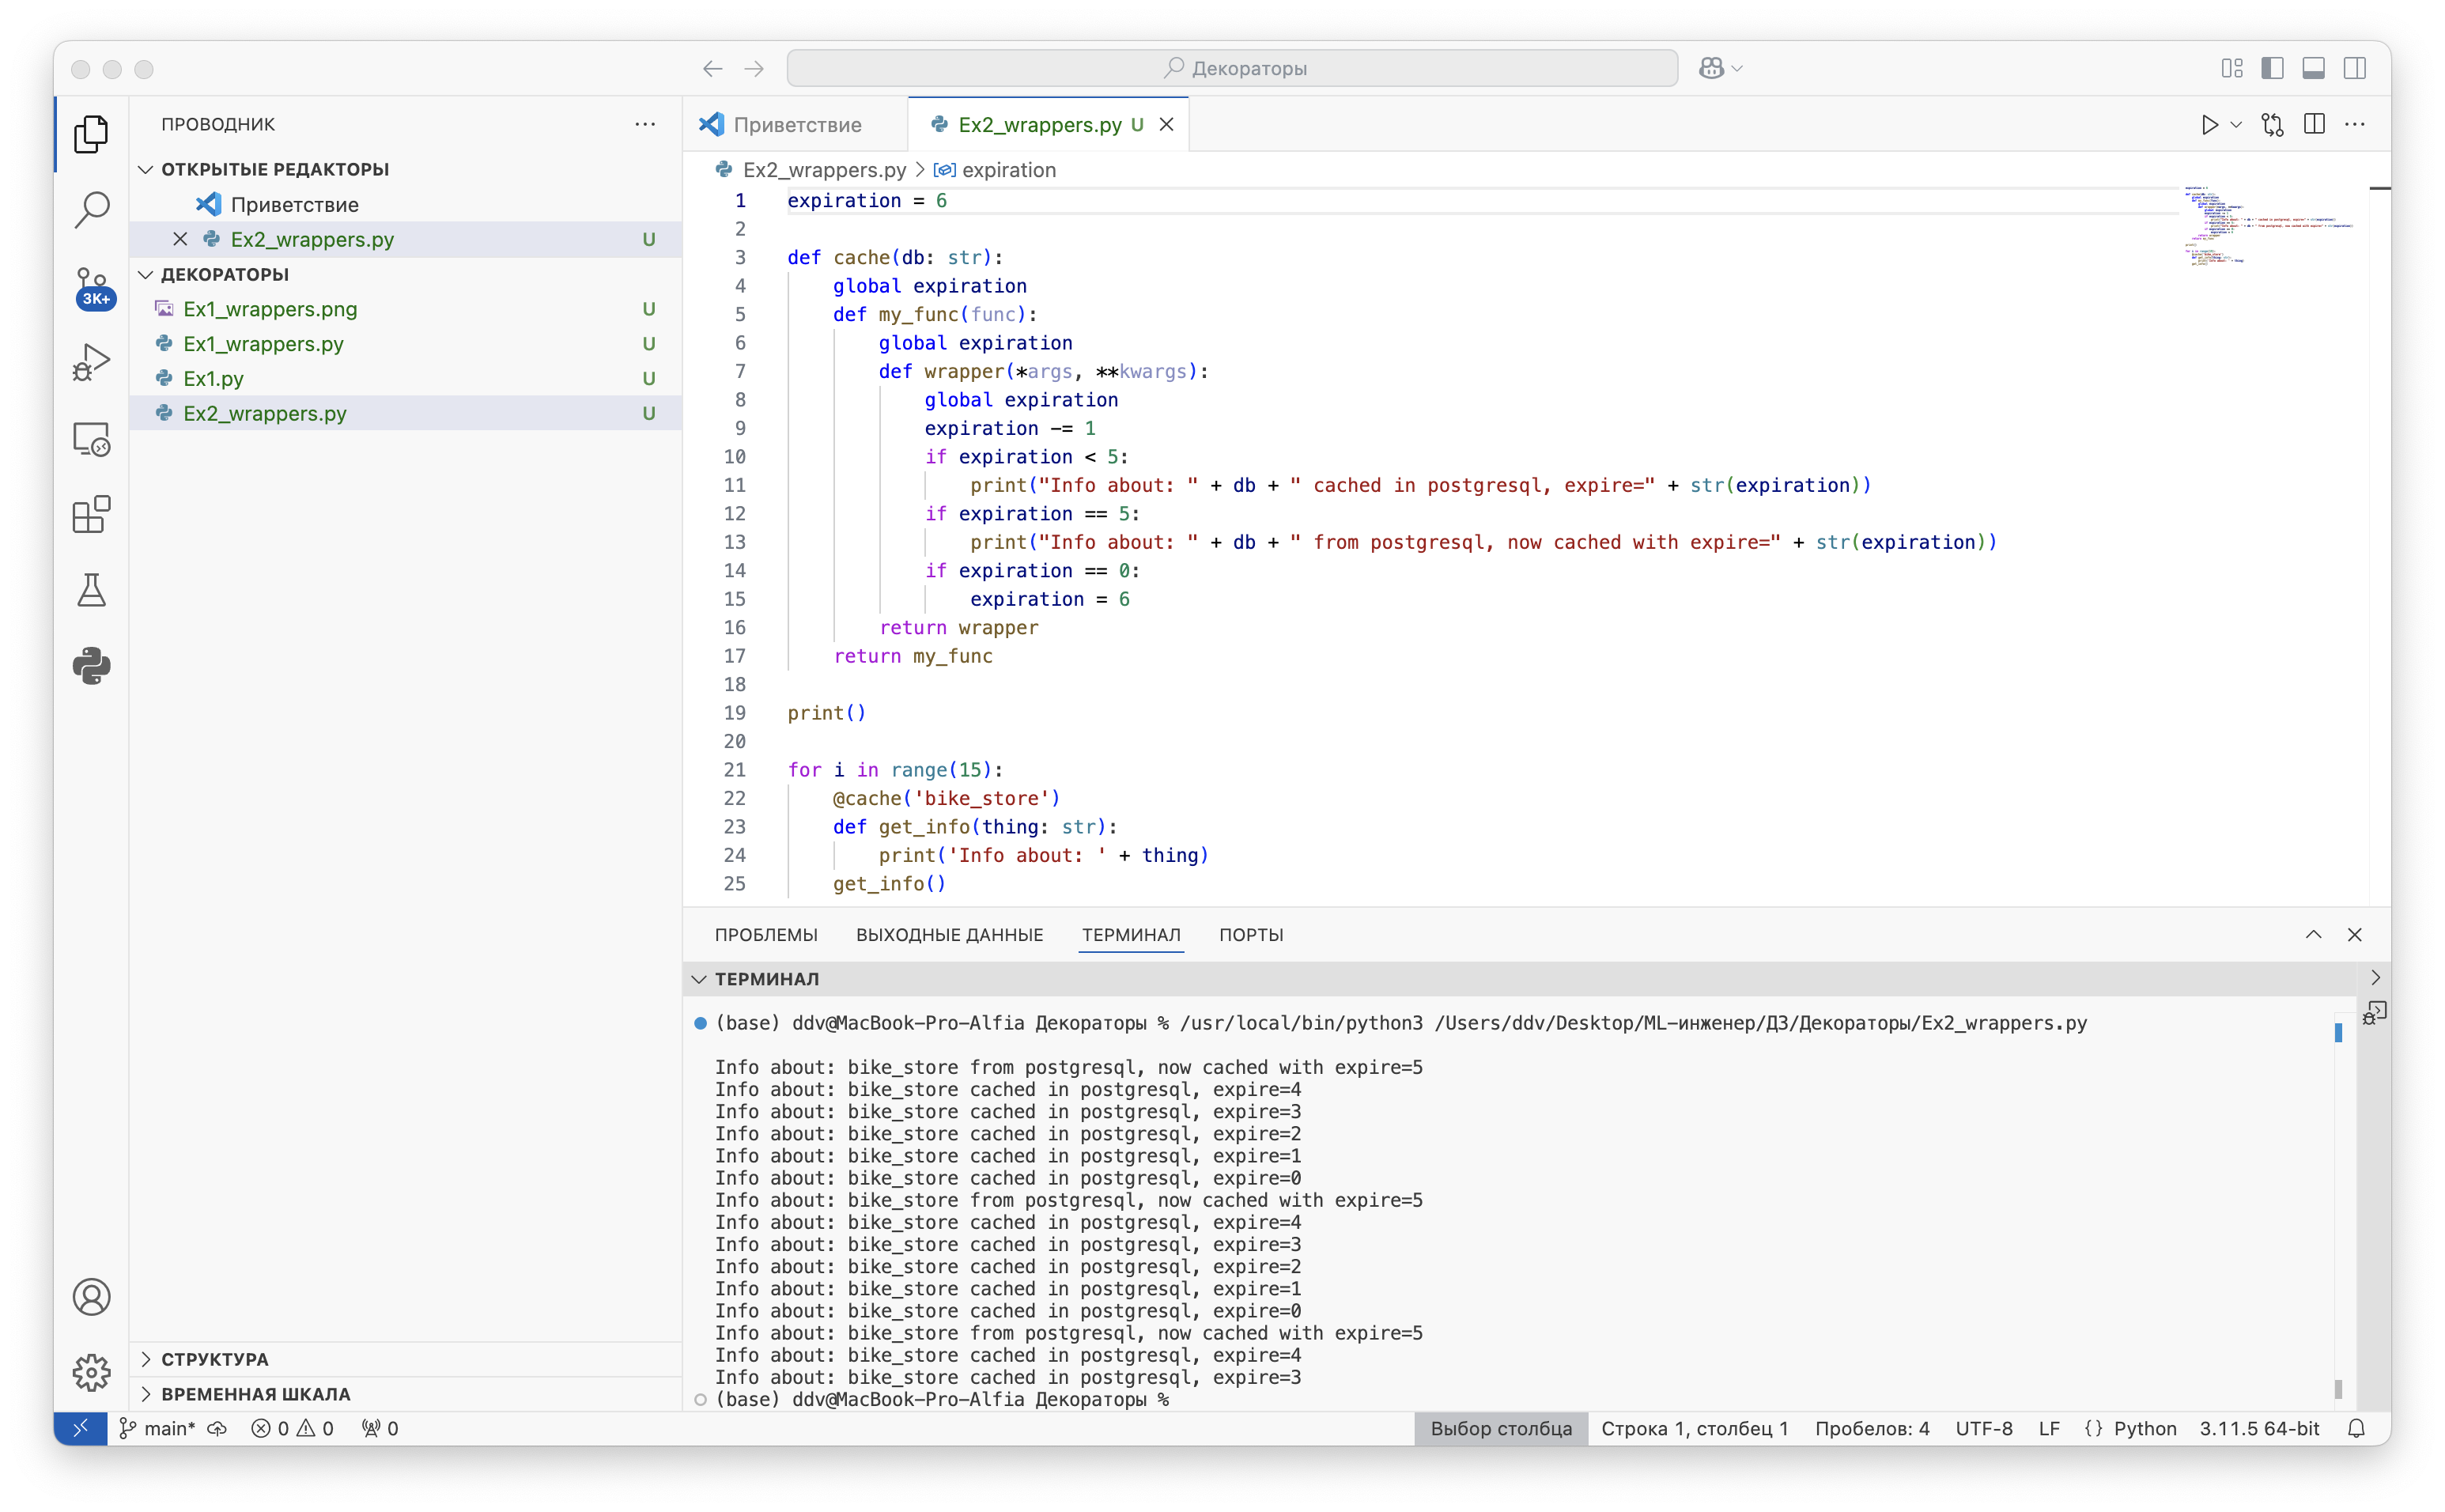 Декораторы
ПРОВОДНИК
ОТКРЫТЫЕ РЕДАКТОРЫ
Приветствие
Ex2_wrappers.py U
ДЕКОРАТОРЫ
Ex1_wrappers.png U
Ex1_wrappers.py U
Ex1.py U
Ex2_wrappers.py U
3K+
СТРУКТУРА
ВРЕМЕННАЯ ШКАЛА
Приветствие
Ex2_wrappers.py U
Ex2_wrappers.py > expiration
1 expiration = 6
2
3 def cache(db: str):
4     global expiration
5     def my_func(func):
6         global expiration
7         def wrapper(*args, **kwargs):
8             global expiration
9             expiration -= 1
10             if expiration < 5:
11                 print("Info about: " + db + " cached in postgresql, expire=" + str(expiration))
12             if expiration == 5:
13                 print("Info about: " + db + " from postgresql, now cached with expire=" + str(expiration))
14             if expiration == 0:
15                 expiration = 6
16         return wrapper
17     return my_func
18
19 print()
20
21 for i in range(15):
22     @cache('bike_store')
23     def get_info(thing: str):
24         print('Info about: ' + thing)
25     get_info()
ПРОБЛЕМЫ ВЫХОДНЫЕ ДАННЫЕ ТЕРМИНАЛ ПОРТЫ
ТЕРМИНАЛ
(base) ddv@MacBook-Pro-Alfia Декораторы % /usr/local/bin/python3 /Users/ddv/Desktop/ML-инженер/ДЗ/Декораторы/Ex2_wrappers.py
Info about: bike_store from postgresql, now cached with expire=5
Info about: bike_store cached in postgresql, expire=4
Info about: bike_store cached in postgresql, expire=3
Info about: bike_store cached in postgresql, expire=2
Info about: bike_store cached in postgresql, expire=1
Info about: bike_store cached in postgresql, expire=0
Info about: bike_store from postgresql, now cached with expire=5
Info about: bike_store cached in postgresql, expire=4
Info about: bike_store cached in postgresql, expire=3
Info about: bike_store cached in postgresql, expire=2
Info about: bike_store cached in postgresql, expire=1
Info about: bike_store cached in postgresql, expire=0
Info about: bike_store from postgresql, now cached with expire=5
Info about: bike_store cached in postgresql, expire=4
Info about: bike_store cached in postgresql, expire=3
(base) ddv@MacBook-Pro-Alfia Декораторы %
main* 0 0 0 Выбор столбца Строка 1, столбец 1 Пробелов: 4 UTF-8 LF {} Python 3.11.5 64-bit